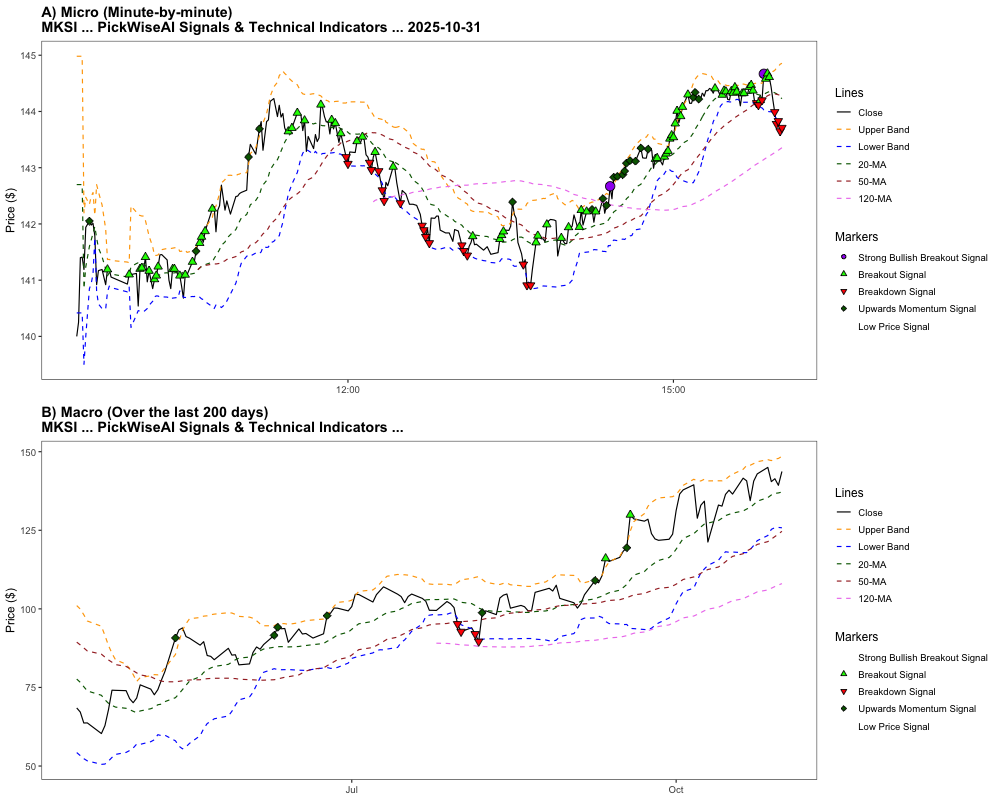 A) Micro (Minute-by-minute)
MKSI ... PickWiseAI Signals & Technical Indicators ... 2025-10-31
145
144
143
142
141
140
Price ($)
12:00
15:00
Lines
Close
Upper Band
Lower Band
20-MA
50-MA
120-MA
Markers
Strong Bullish Breakout Signal
Breakout Signal
Breakdown Signal
Upwards Momentum Signal
Low Price Signal
B) Macro (Over the last 200 days)
MKSI ... PickWiseAI Signals & Technical Indicators ...
150
125
100
75
50
Price ($)
Jul
Oct
Lines
Close
Upper Band
Lower Band
20-MA
50-MA
120-MA
Markers
Strong Bullish Breakout Signal
Breakout Signal
Breakdown Signal
Upwards Momentum Signal
Low Price Signal